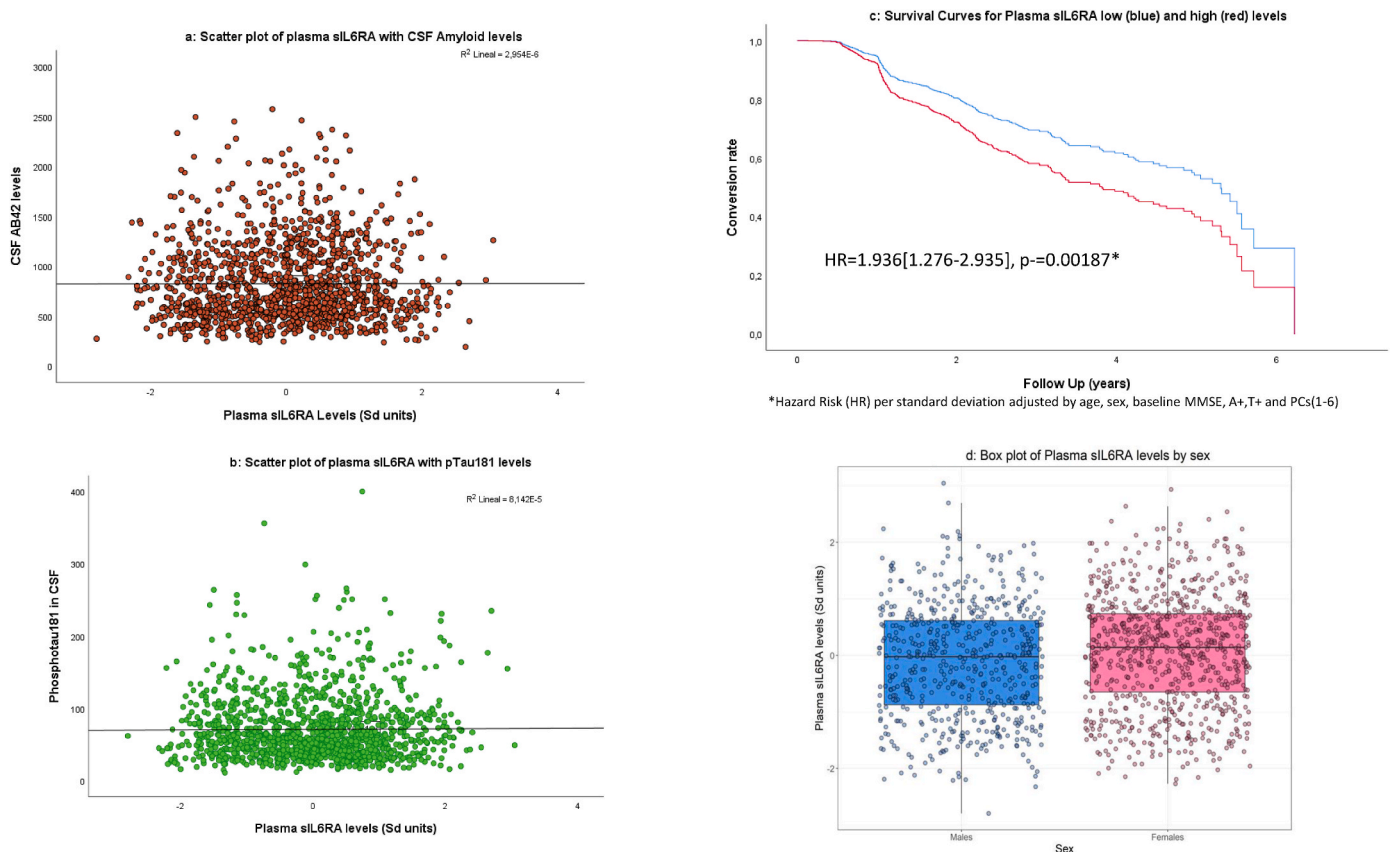 a: Scatter plot of plasma sIL6RA with CSF Amyloid levels
R² Lineal = 2,954E-6
3000
2500
2000
1500
1000
500
0
CSF AB42 levels
-2 0 2 4
Plasma sIL6RA Levels (Sd units)
b: Scatter plot of plasma sIL6RA with pTau181 levels
R² Lineal = 8,142E-5
400
300
200
100
0
Phosphotau181 in CSF
-2 0 2 4
Plasma sIL6RA levels (Sd units)
c: Survival Curves for Plasma sIL6RA low (blue) and high (red) levels
1,0
0,8
0,6
0,4
0,2
0,0
Conversion rate
HR=1.936[1.276-2.935], p-=0.00187*
0 2 4 6
Follow Up (years)
*Hazard Risk (HR) per standard deviation adjusted by age, sex, baseline MMSE, A+,T+ and PCs(1-6)
d: Box plot of Plasma sIL6RA levels by sex
2
0
-2
Plasma sIL6RA levels (Sd units)
Males Females
Sex